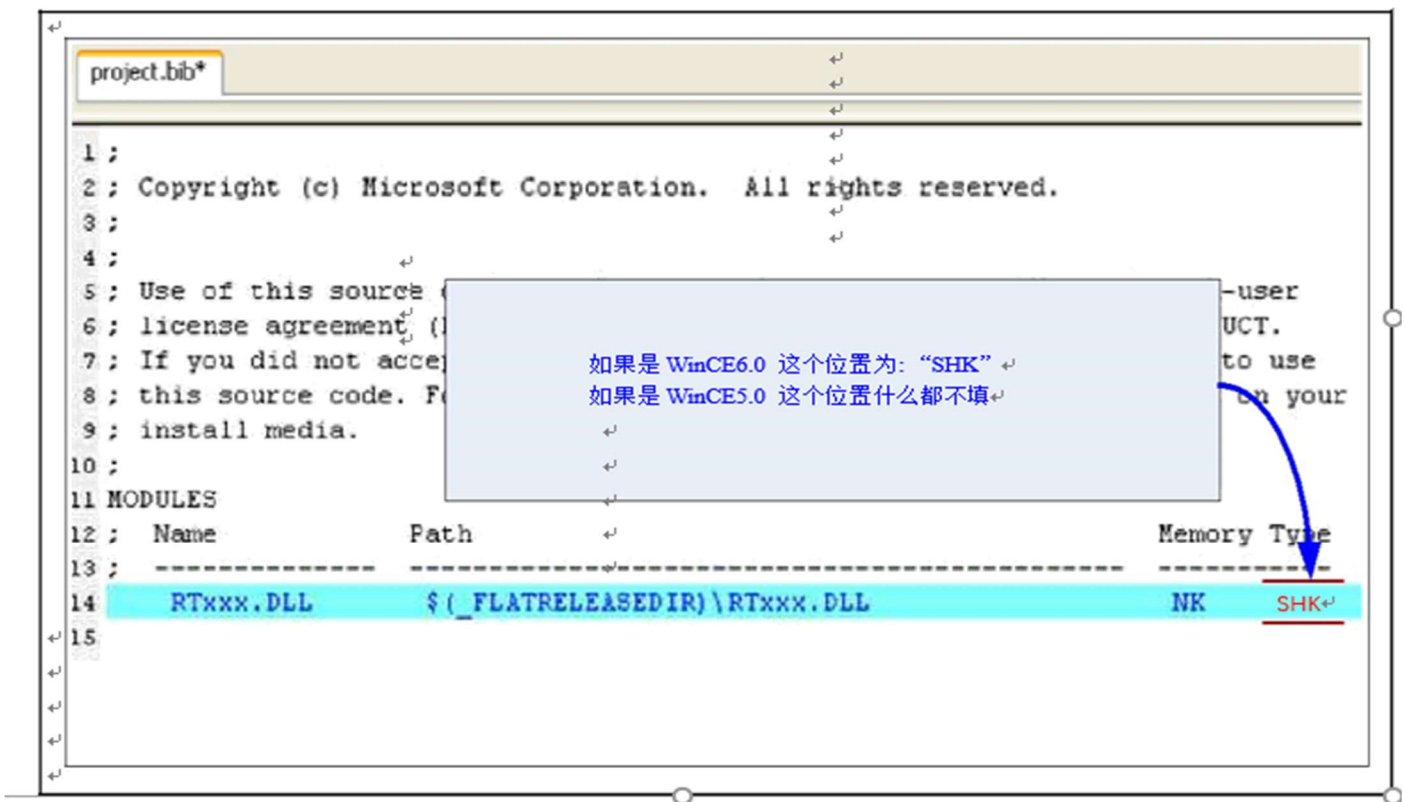 project.bib*
1 ;
2 ; Copyright (c) Microsoft Corporation.  All rights reserved.
3 ;
4 ;
5 ; Use of this source -user
6 ; license agreement ( UCT.
7 ; If you did not acce to use
8 ; this source code. F on your
9 ; install media.
10 ;
如果是 WinCE6.0 这个位置为:“SHK”
如果是 WinCE5.0 这个位置什么都不填
11 MODULES
12 ;  Name  Path  Memory Type
13 ;  --------------  ---------------------------------------------  -----------
14  RTxxx.DLL  $(_FLATRELEASEDIR)\RTxxx.DLL  NK  SHK
15